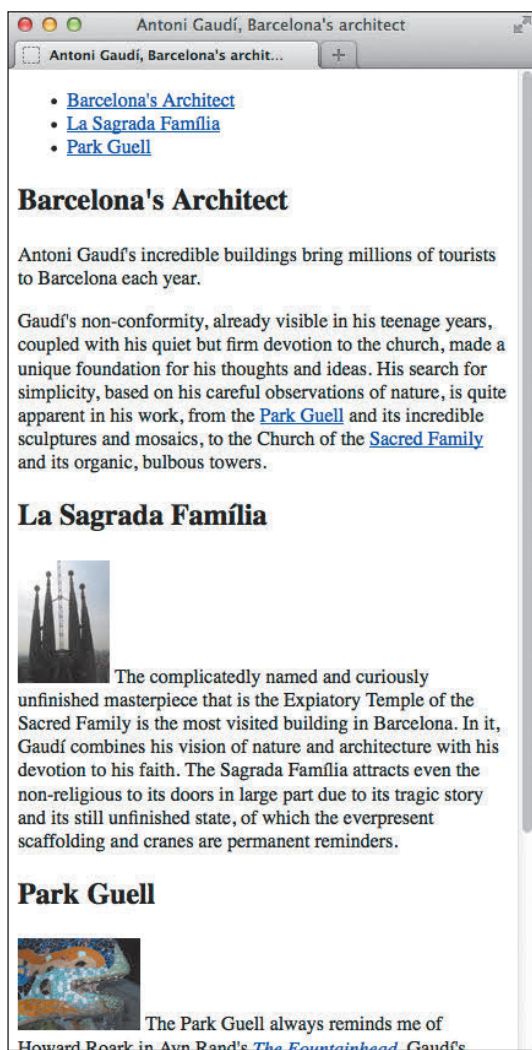 Antoni Gaudí, Barcelona's architect
Antoni Gaudí, Barcelona's archit...
• Barcelona's Architect
• La Sagrada Família
• Park Guell
Barcelona's Architect
Antoni Gaudí's incredible buildings bring millions of tourists
to Barcelona each year.
Gaudí's non-conformity, already visible in his teenage years,
coupled with his quiet but firm devotion to the church, made a
unique foundation for his thoughts and ideas. His search for
simplicity, based on his careful observations of nature, is quite
apparent in his work, from the Park Guell and its incredible
sculptures and mosaics, to the Church of the Sacred Family
and its organic, bulbous towers.
La Sagrada Família
The complicatedly named and curiously
unfinished masterpiece that is the Expiatory Temple of the
Sacred Family is the most visited building in Barcelona. In it,
Gaudí combines his vision of nature and architecture with his
devotion to his faith. The Sagrada Família attracts even the
non-religious to its doors in large part due to its tragic story
and its still unfinished state, of which the everpresent
scaffolding and cranes are permanent reminders.
Park Guell
The Park Guell always reminds me of
Howard Roark in Ayn Rand's The Fountainhead. Gaudí's